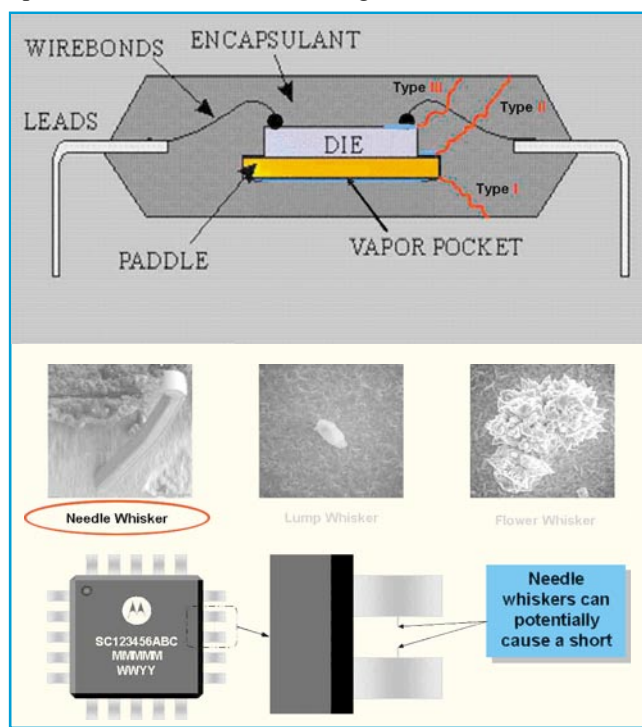 ENCAPSULANT
WIREBONDS
Type III
Type II
LEADS
DIE
Type I
VAPOR POCKET
PADDLE
Needle Whisker
Lump Whisker
Flower Whisker
SC123456ABC
MMMMM
WWYY
Needle
whiskers can
potentially
cause a short